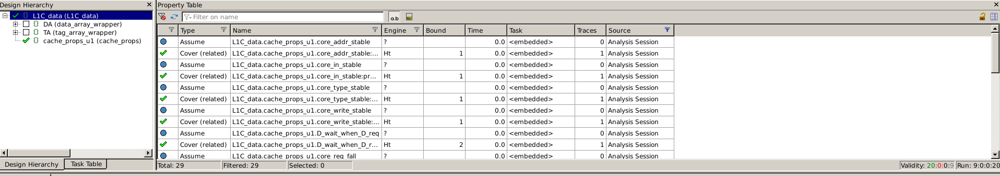 Design Hierarchy
L1C_data (L1C_data)
DA (data_array_wrapper)
TA (tag_array_wrapper)
cache_props_u1 (cache_props)
Design Hierarchy Task Table
Property Table
Filter on name a.b
Type Name Engine Bound Time Task Traces Source
Assume L1C_data.cache_props_u1.core_addr_stable ? 0.0 <embedded> 0 Analysis Session
Cover (related) L1C_data.cache_props_u1.core_addr_stable:... Ht 1 0.0 <embedded> 1 Analysis Session
Assume L1C_data.cache_props_u1.core_in_stable ? 0.0 <embedded> 0 Analysis Session
Cover (related) L1C_data.cache_props_u1.core_in_stable:pr... Ht 1 0.0 <embedded> 1 Analysis Session
Assume L1C_data.cache_props_u1.core_type_stable ? 0.0 <embedded> 0 Analysis Session
Cover (related) L1C_data.cache_props_u1.core_type_stable:... Ht 1 0.0 <embedded> 1 Analysis Session
Assume L1C_data.cache_props_u1.core_write_stable ? 0.0 <embedded> 0 Analysis Session
Cover (related) L1C_data.cache_props_u1.core_write_stable:... Ht 1 0.0 <embedded> 1 Analysis Session
Assume L1C_data.cache_props_u1.D_wait_when_D_req ? 0.0 <embedded> 0 Analysis Session
Cover (related) L1C_data.cache_props_u1.D_wait_when_D_r... Ht 2 0.0 <embedded> 1 Analysis Session
Assume L1C_data.cache_props_u1.core_req_fall ? 0.0 <embedded> 0 Analysis Session
Total: 29 Filtered: 29 Selected: 0 Validity: 20:0:0:9 Run: 9:0:0:20